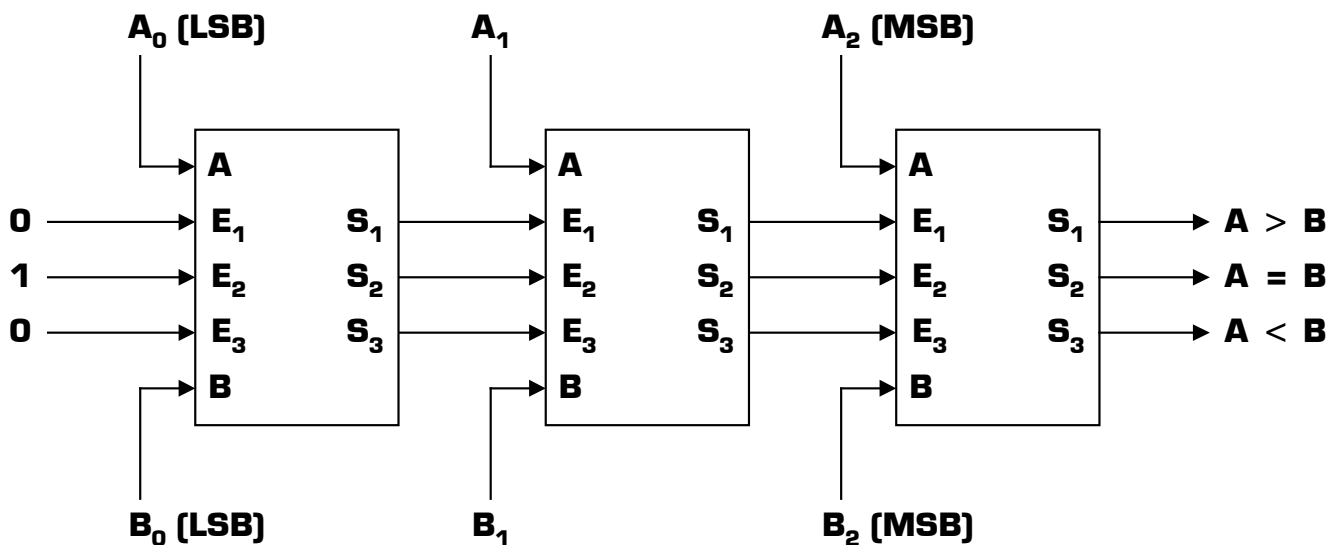 A₀ (LSB) A₁ A₂ (MSB)
A A A
0 E₁ S₁ E₁ S₁ E₁ S₁ A > B
1 E₂ S₂ E₂ S₂ E₂ S₂ A = B
0 E₃ S₃ E₃ S₃ E₃ S₃ A < B
B B B
B₀ (LSB) B₁ B₂ (MSB)